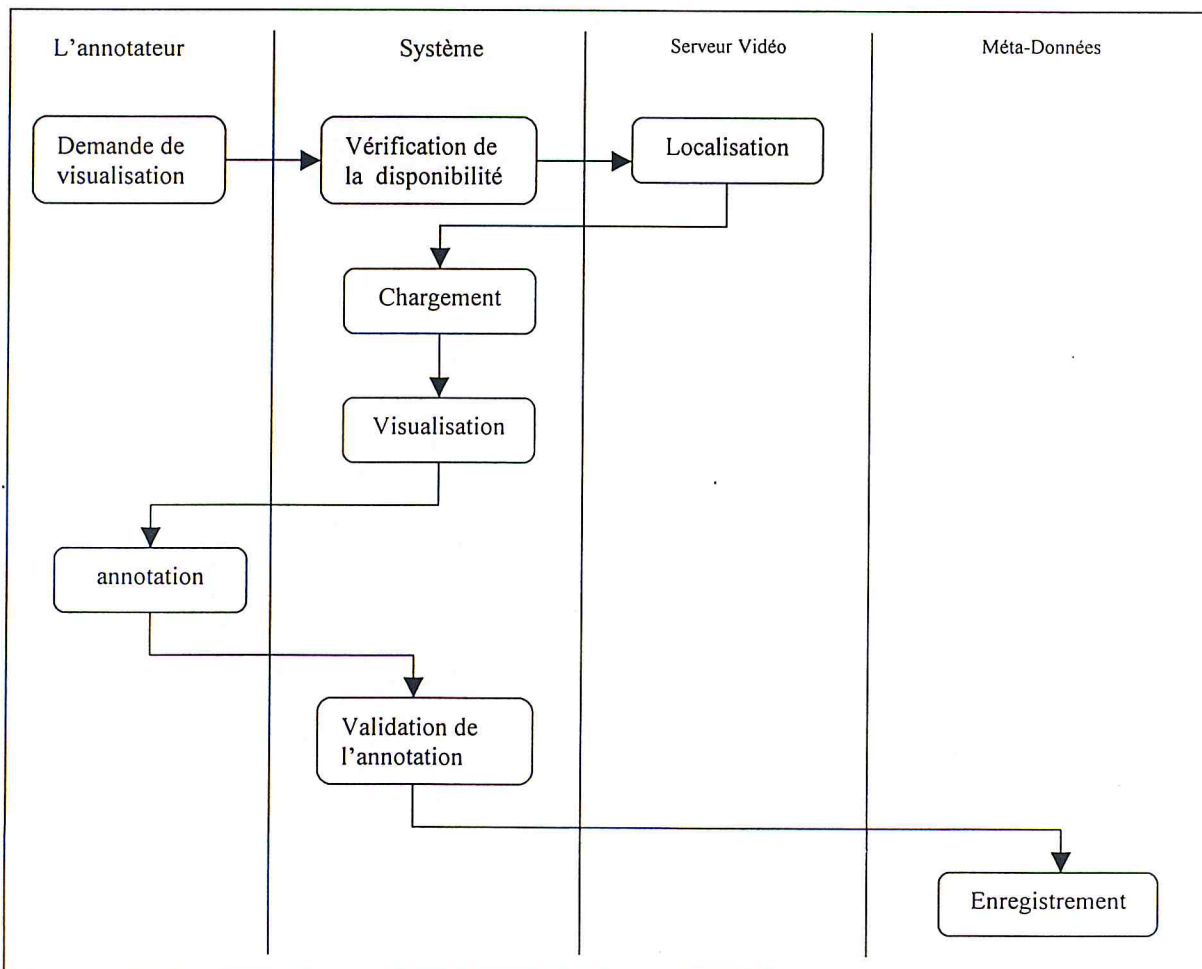 L'annotateur
Système
Serveur Vidéo
Méta-Données
Demande de
visualisation
Vérification de
la disponibilité
Localisation
Chargement
Visualisation
annotation
Validation de
l'annotation
Enregistrement